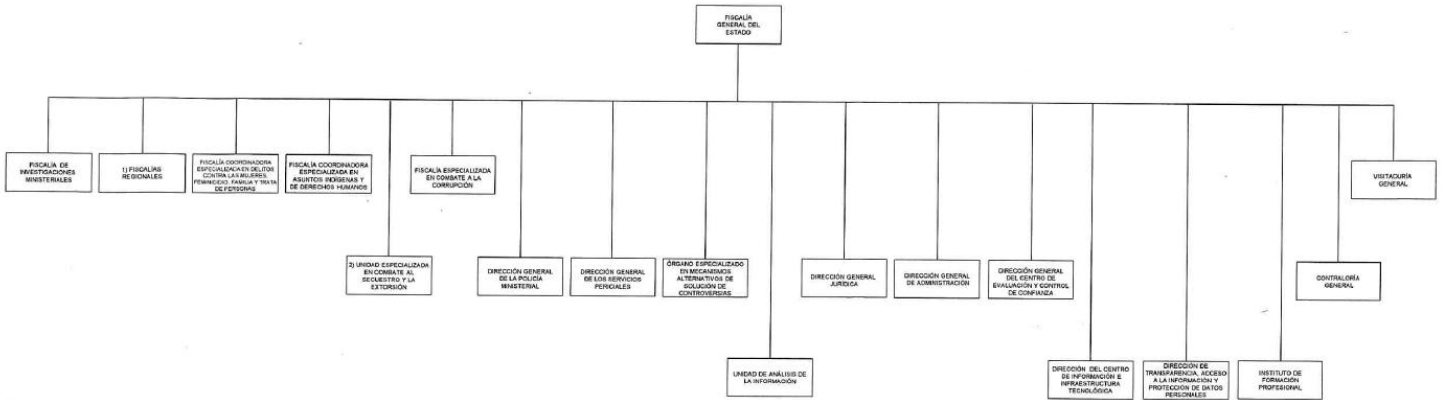 FISCALÍA
GENERAL DEL
ESTADO
FISCALÍA DE
INVESTIGACIONES
MINISTERIALES
1) FISCALÍAS
REGIONALES
FISCALÍA COORDINADORA
ESPECIALIZADA EN DELITOS
CONTRA LAS MUJERES,
FEMINICIDIO, FAMILIA Y TRATA
DE PERSONAS
FISCALÍA COORDINADORA
ESPECIALIZADA EN
ASUNTOS INDÍGENAS Y
DE DERECHOS HUMANOS
FISCALÍA ESPECIALIZADA
EN COMBATE A LA
CORRUPCIÓN
VISITADURÍA
GENERAL
2) UNIDAD ESPECIALIZADA
EN COMBATE AL
SECUESTRO Y LA
EXTORSIÓN
DIRECCIÓN GENERAL
DE LA POLICÍA
MINISTERIAL
DIRECCIÓN GENERAL
DE LOS SERVICIOS
PERICIALES
ÓRGANO ESPECIALIZADO
EN MECANISMOS
ALTERNATIVOS DE
SOLUCIÓN DE
CONTROVERSIAS
DIRECCIÓN GENERAL
JURÍDICA
DIRECCIÓN GENERAL
DE ADMINISTRACIÓN
DIRECCIÓN GENERAL
DEL CENTRO DE
EVALUACIÓN Y CONTROL
DE CONFIANZA
CONTRALORÍA
GENERAL
UNIDAD DE ANÁLISIS DE
LA INFORMACIÓN
DIRECCIÓN DEL CENTRO
DE INFORMACIÓN E
INFRAESTRUCTURA
TECNOLÓGICA
DIRECCIÓN DE
TRANSPARENCIA, ACCESO
A LA INFORMACIÓN Y
PROTECCIÓN DE DATOS
PERSONALES
INSTITUTO DE
FORMACIÓN
PROFESIONAL